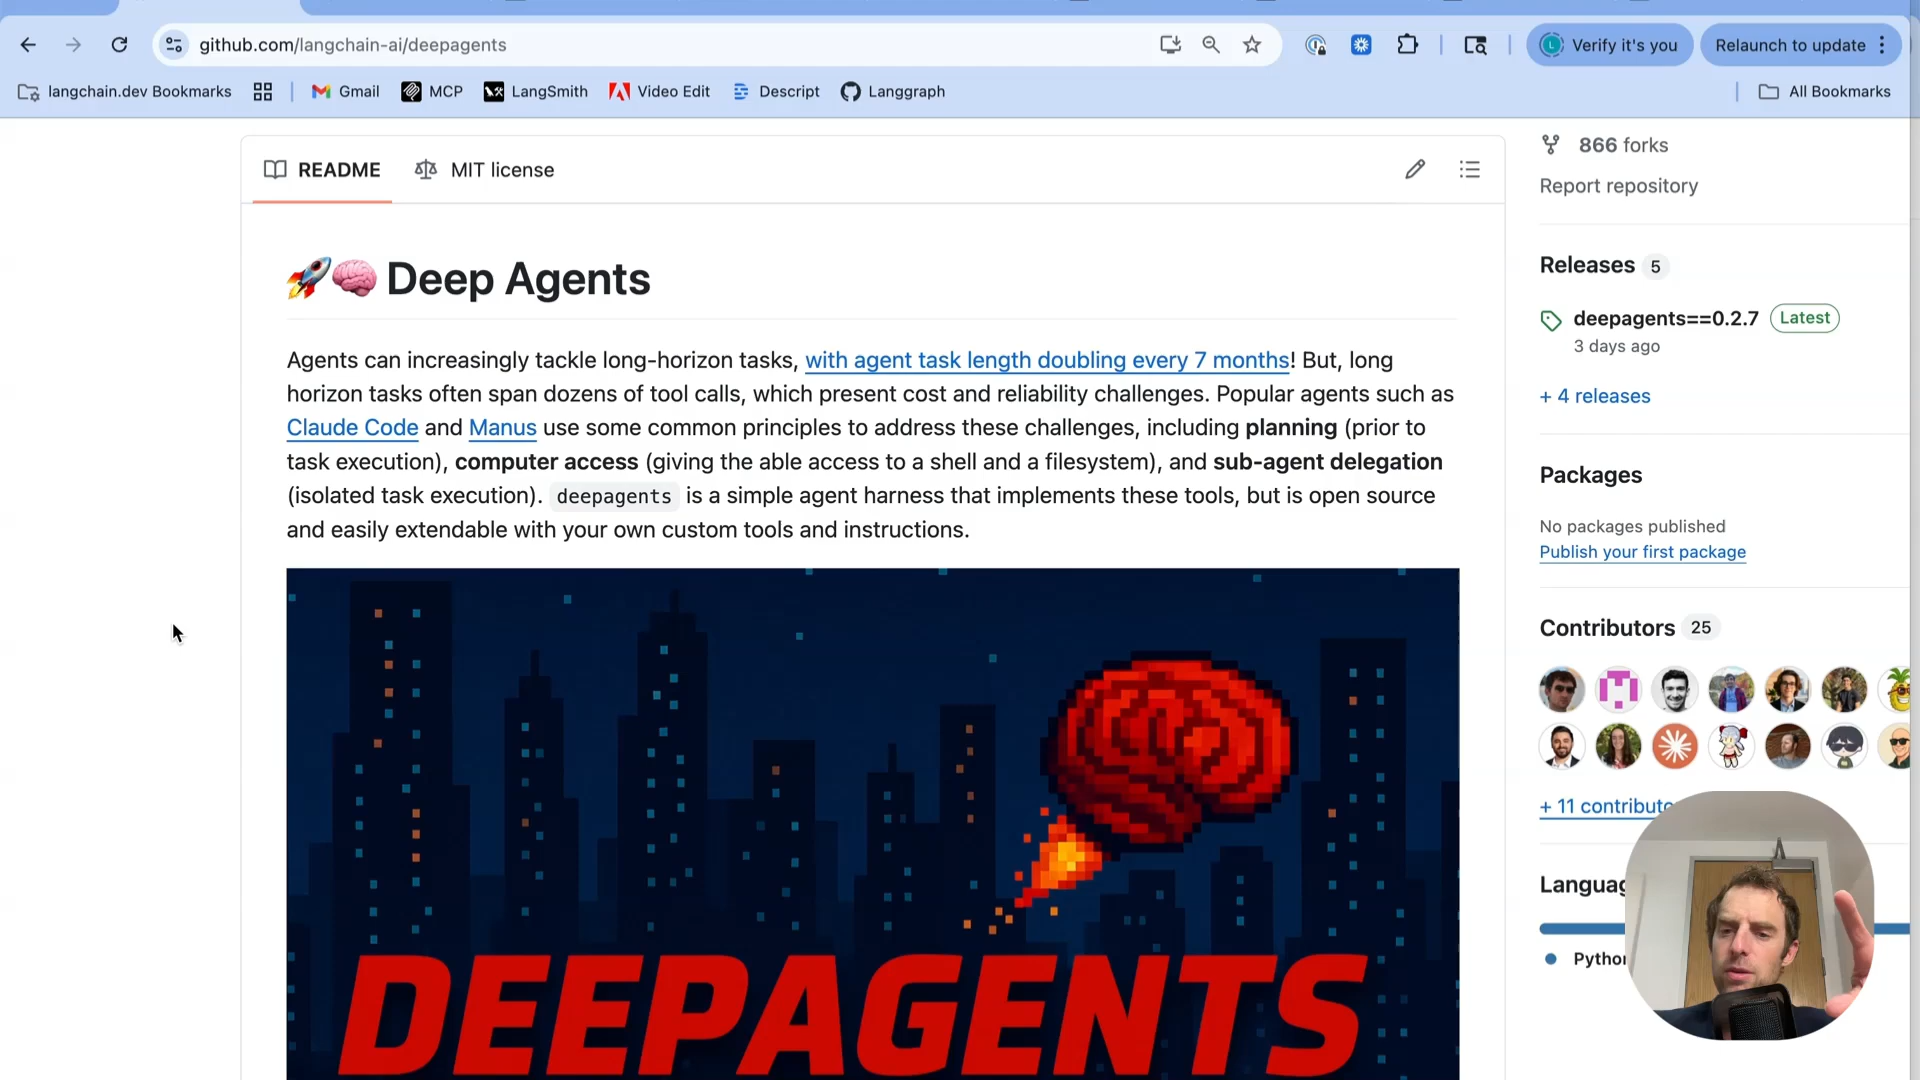 github.com/langchain-ai/deepagents
Verify it's you
Relaunch to update
langchain.dev Bookmarks
Gmail
MCP
LangSmith
Video Edit
Descript
Langgraph
All Bookmarks
README
MIT license
866 forks
Report repository
🚀🧠 Deep Agents
Agents can increasingly tackle long-horizon tasks, with agent task length doubling every 7 months! But, long
horizon tasks often span dozens of tool calls, which present cost and reliability challenges. Popular agents such as
Claude Code and Manus use some common principles to address these challenges, including planning (prior to
task execution), computer access (giving the able access to a shell and a filesystem), and sub-agent delegation
(isolated task execution). deepagents is a simple agent harness that implements these tools, but is open source
and easily extendable with your own custom tools and instructions.
DEEPAGENTS
Releases 5
deepagents==0.2.7 Latest
3 days ago
+ 4 releases
Packages
No packages published
Publish your first package
Contributors 25
+ 11